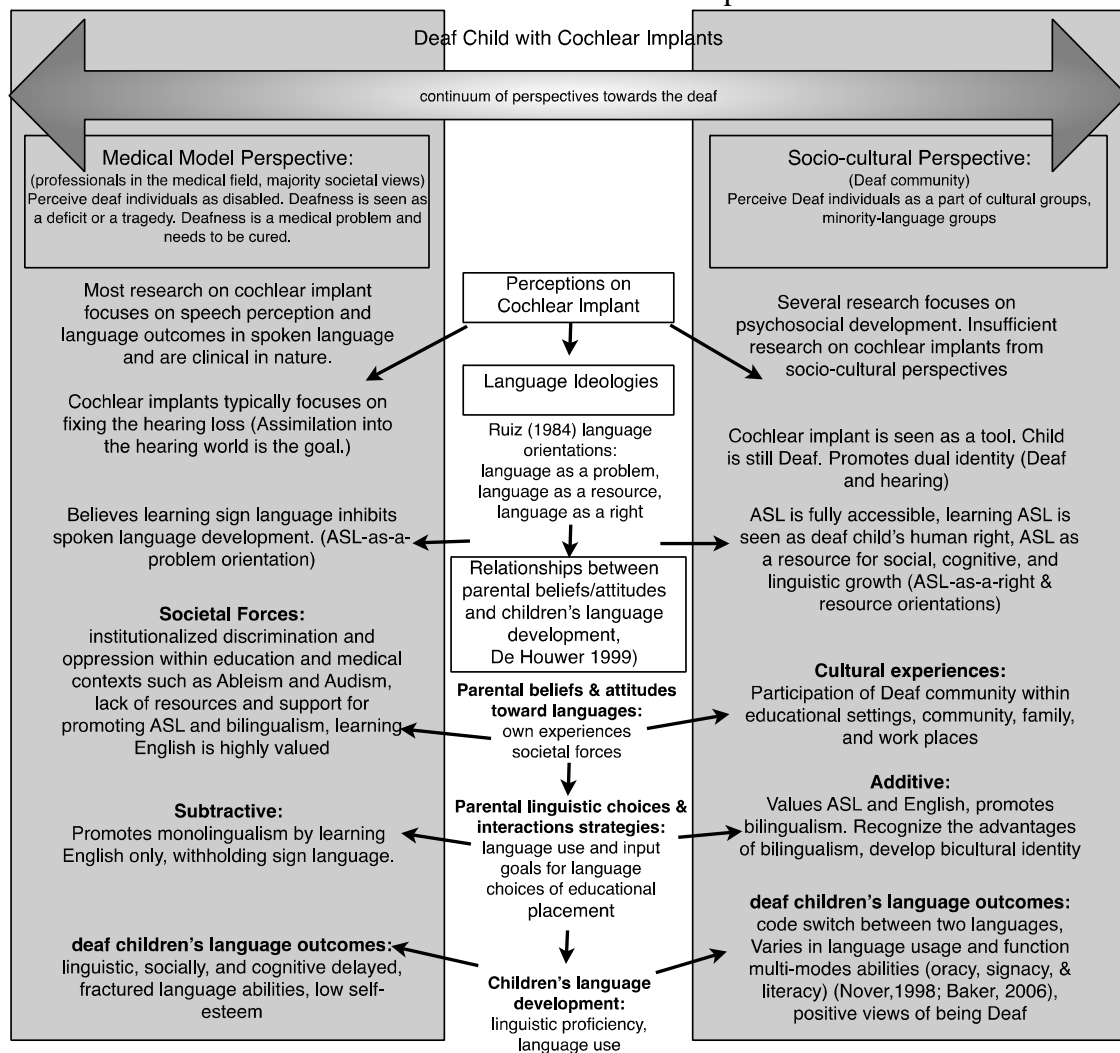 Deaf Child with Cochlear Implants
continuum of perspectives towards the deaf
Medical Model Perspective:
(professionals in the medical field, majority societal views)
Perceive deaf individuals as disabled. Deafness is seen as
a deficit or a tragedy. Deafness is a medical problem and
needs to be cured.
Most research on cochlear implant
focuses on speech perception and
language outcomes in spoken language
and are clinical in nature.
Cochlear implants typically focuses on
fixing the hearing loss (Assimilation into
the hearing world is the goal.)
Believes learning sign language inhibits
spoken language development. (ASL-as-a-
problem orientation)
Societal Forces:
institutionalized discrimination and
oppression within education and medical
contexts such as Ableism and Audism,
lack of resources and support for
promoting ASL and bilingualism, learning
English is highly valued
Subtractive:
Promotes monolingualism by learning
English only, withholding sign language.
deaf children's language outcomes:
linguistic, socially, and cognitive delayed,
fractured language abilities, low self-
esteem
Perceptions on
Cochlear Implant
Language Ideologies
Ruiz (1984) language
orientations:
language as a problem,
language as a resource,
language as a right
Relationships between
parental beliefs/attitudes
and children's language
development,
De Houwer 1999)
Parental beliefs & attitudes
toward languages:
own experiences
societal forces
Parental linguistic choices &
interactions strategies:
language use and input
goals for language
choices of educational
placement
Children's language
development:
linguistic proficiency,
language use
Socio-cultural Perspective:
(Deaf community)
Perceive Deaf individuals as a part of cultural groups,
minority-language groups
Several research focuses on
psychosocial development. Insufficient
research on cochlear implants from
socio-cultural perspectives
Cochlear implant is seen as a tool. Child
is still Deaf. Promotes dual identity (Deaf
and hearing)
ASL is fully accessible, learning ASL is
seen as deaf child's human right, ASL as
a resource for social, cognitive, and
linguistic growth (ASL-as-a-right &
resource orientations)
Cultural experiences:
Participation of Deaf community within
educational settings, community, family,
and work places
Additive:
Values ASL and English, promotes
bilingualism. Recognize the advantages
of bilingualism, develop bicultural identity
deaf children's language outcomes:
code switch between two languages,
Varies in language usage and function
multi-modes abilities (oracy, signacy, &
literacy) (Nover,1998; Baker, 2006),
positive views of being Deaf